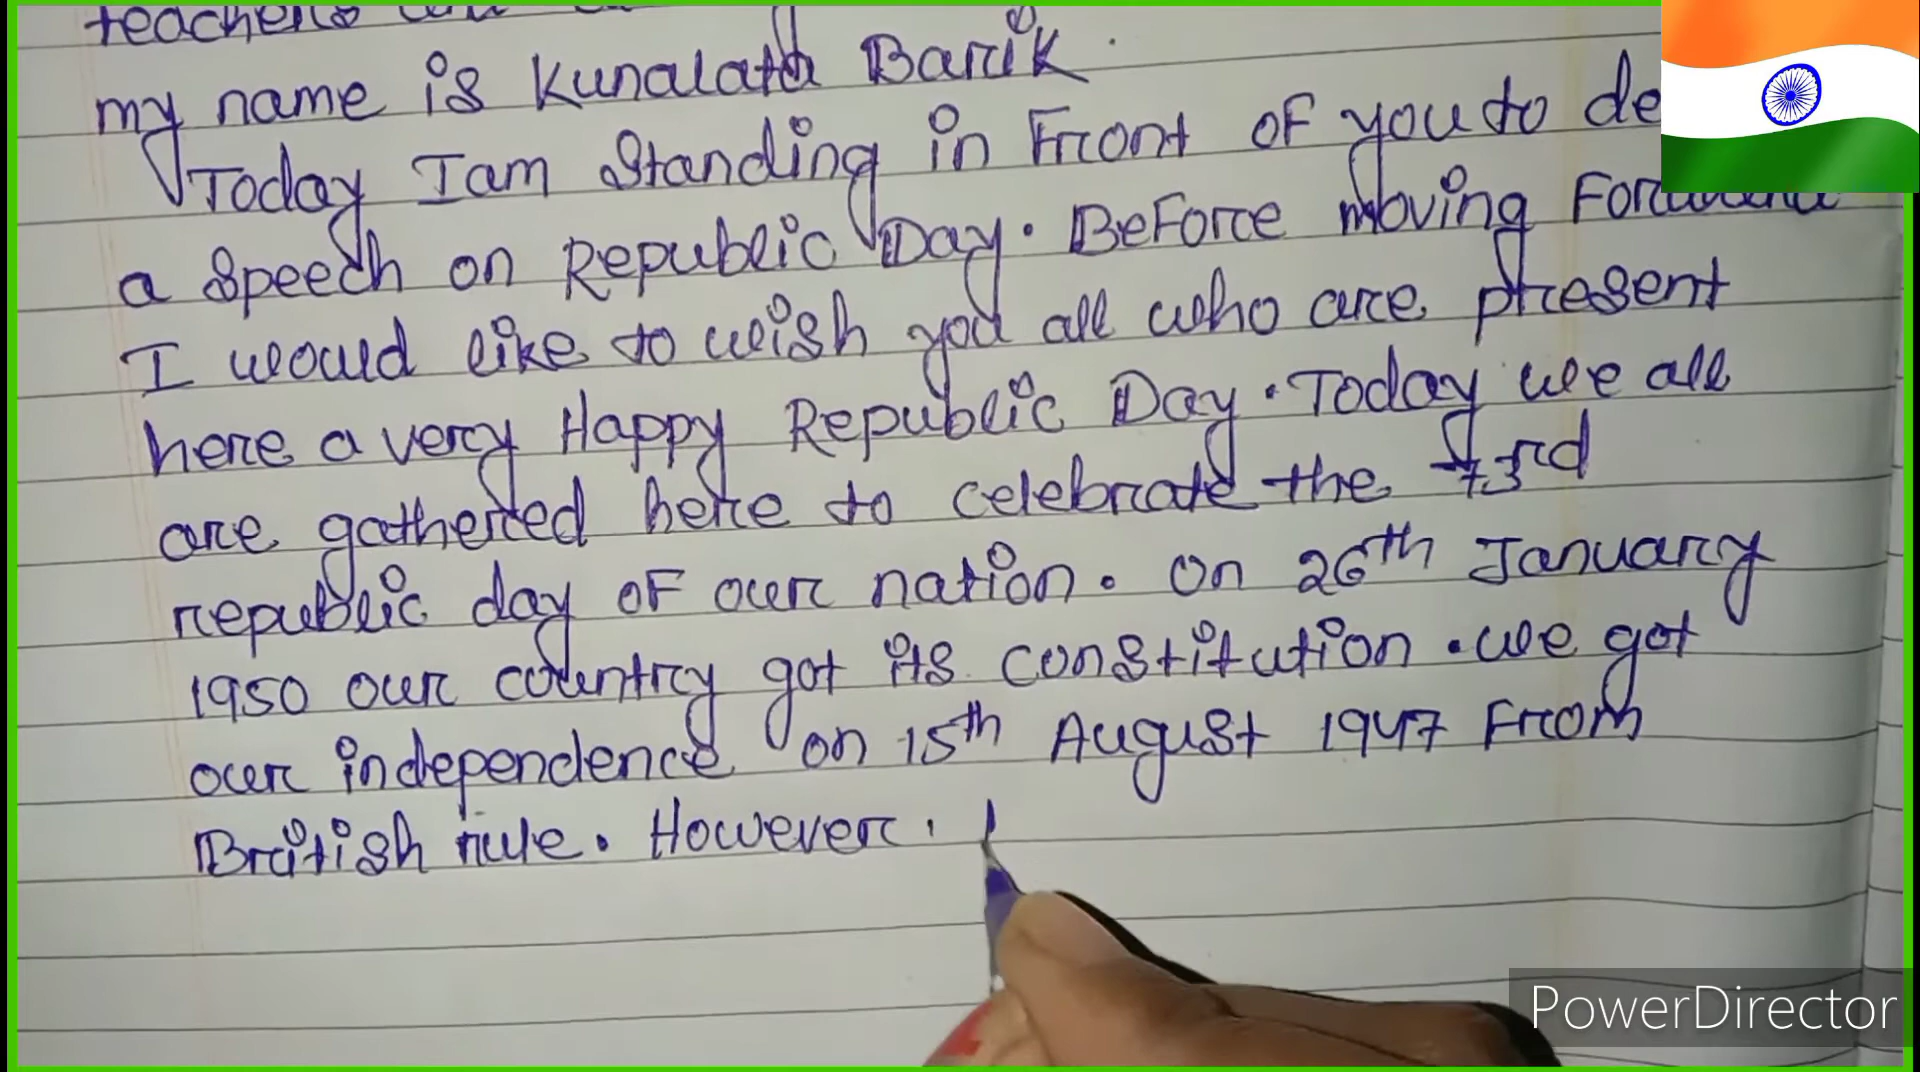 teachers
my name is Kunalata Barik.
Today I am standing in Front of you to de
a speech on Republic Day. Before moving Forward
I would like to wish you all who are present
here a very Happy Republic Day. Today we all
are gathered here to celebrate the 73rd
republic day of our nation. on 26th January
1950 our country got its constitution. we got
our independence on 15th August 1947 From
British rule. However.
PowerDirector